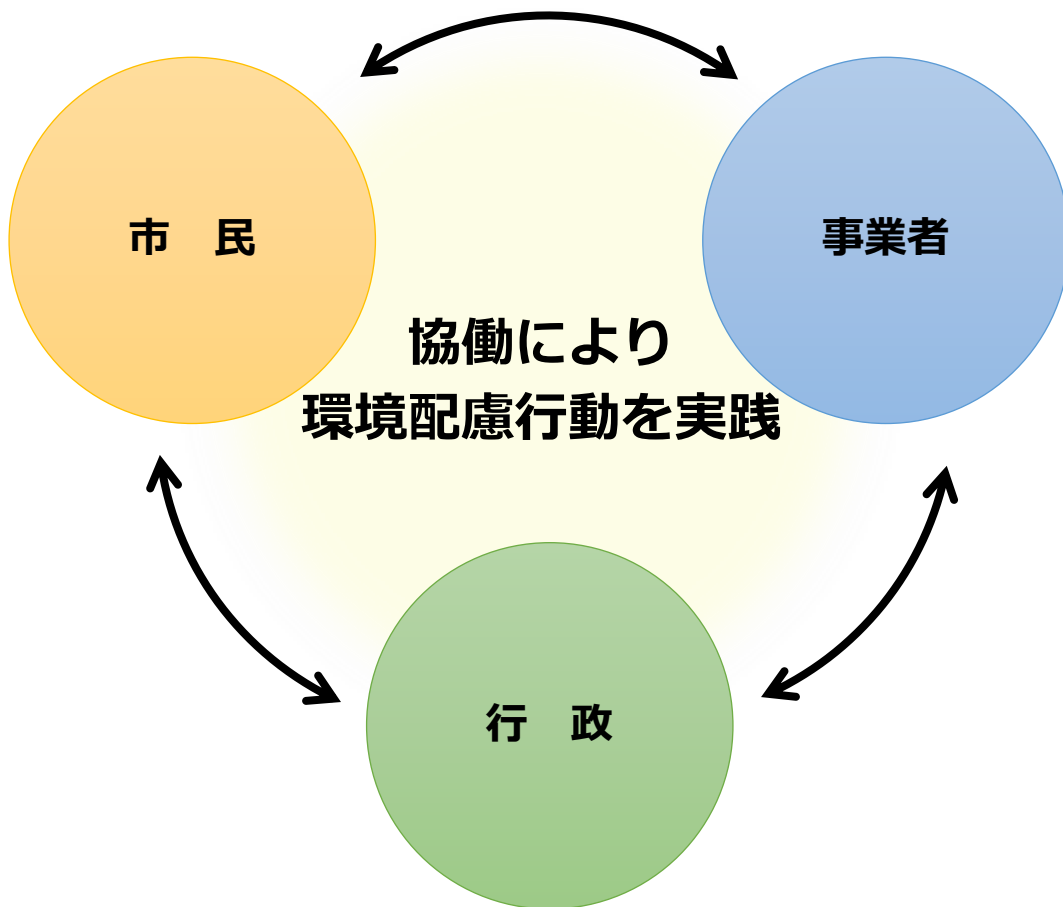 市　民
事業者
協働により
環境配慮行動を実践
行　政